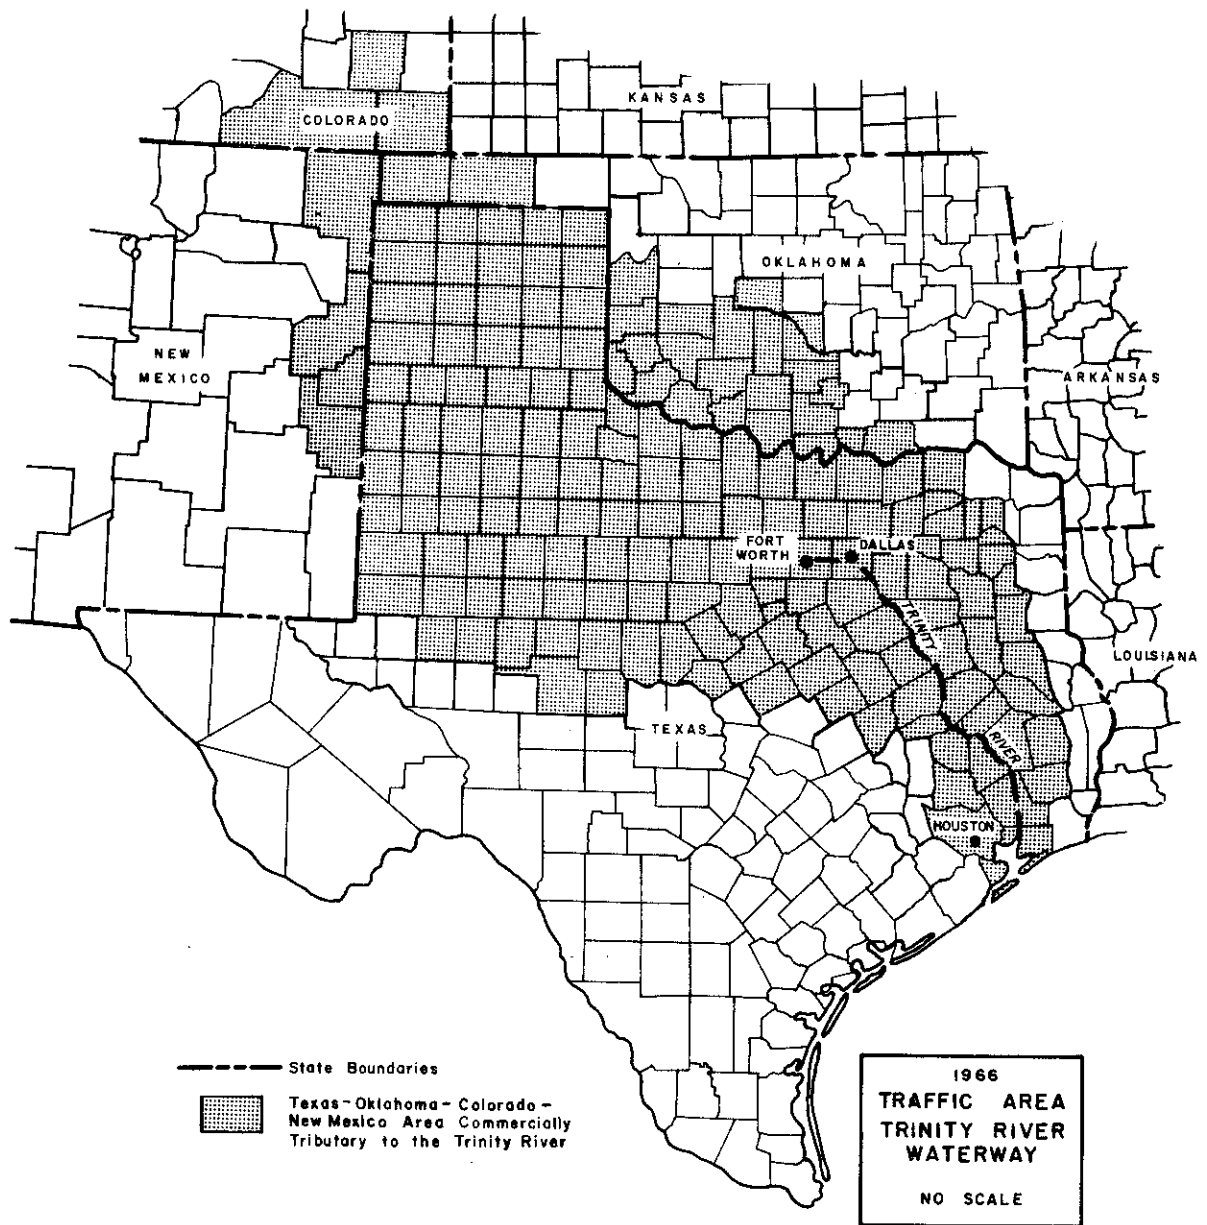 KANSAS
COLORADO
OKLAHOMA
NEW
MEXICO
ARKANSAS
FORT
WORTH
DALLAS
TRINITY
LOUISIANA
TEXAS
RIVER
HOUSTON
State Boundaries
Texas-Oklahoma-Colorado-
New Mexico Area Commercially
Tributary to the Trinity River
1966
TRAFFIC AREA
TRINITY RIVER
WATERWAY
NO SCALE